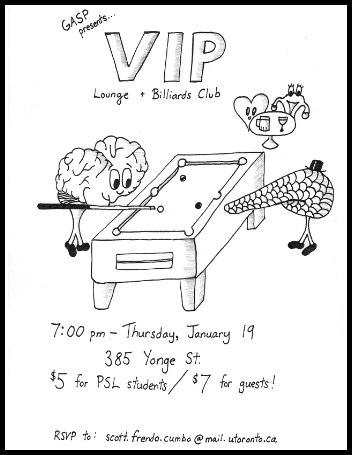 GASP
presents...
VIP
Lounge + Billiards Club
7:00 pm - Thursday, January 19
385 Yonge St.
$5 for PSL students / $7 for guests!
RSVP to: scott.frendo.cumbo@mail.utoronto.ca